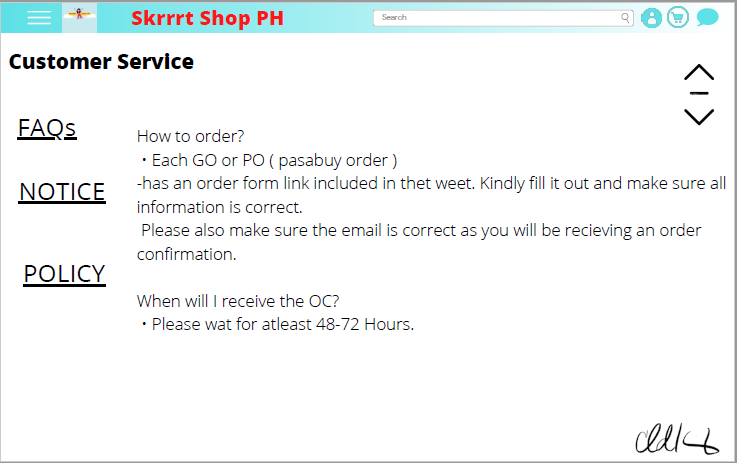 Skrrrt Shop PH
Search
Customer Service
FAQs
NOTICE
POLICY
How to order?
• Each GO or PO ( pasabuy order )
-has an order form link included in thet weet. Kindly fill it out and make sure all
information is correct.
Please also make sure the email is correct as you will be recieving an order
confirmation.
When will I receive the OC?
• Please wat for atleast 48-72 Hours.